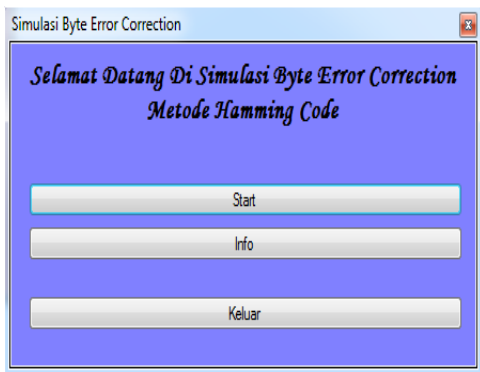 Simulasi Byte Error Correction
Selamat Datang Di Simulasi Byte Error Correction
Metode Hamming Code
Start
Info
Keluar